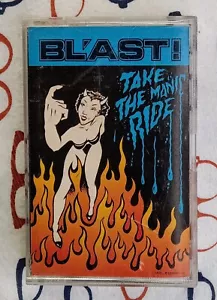 BL'AST!
TAKE
THE MANIC
RIDE